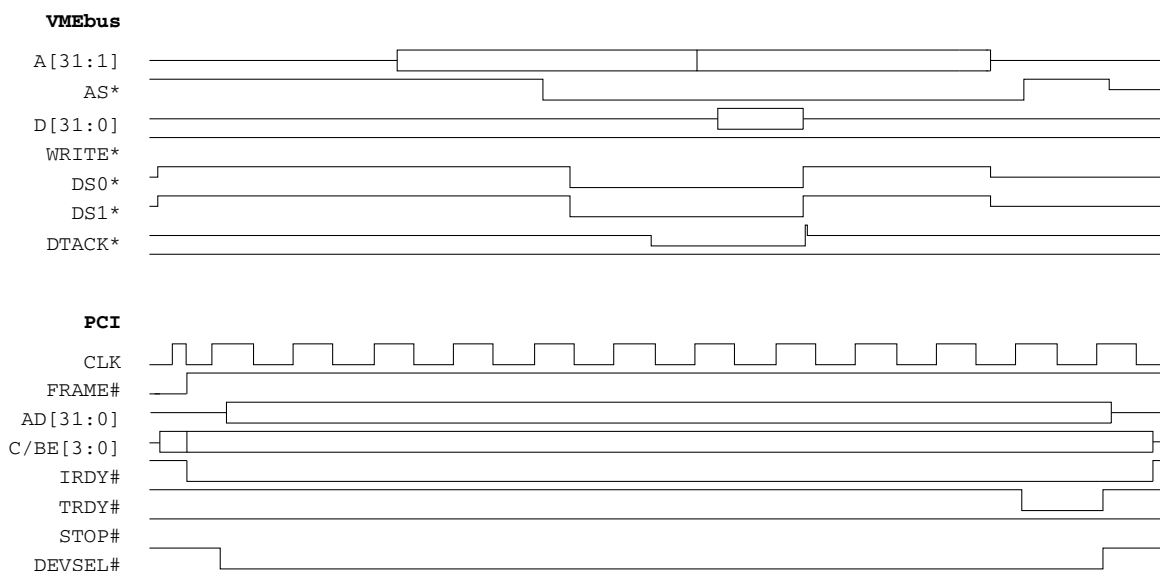 VMEbus
A[31:1]
AS*
D[31:0]
WRITE*
DS0*
DS1*
DTACK*
PCI
CLK
FRAME#
AD[31:0]
C/BE[3:0]
IRDY#
TRDY#
STOP#
DEVSEL#